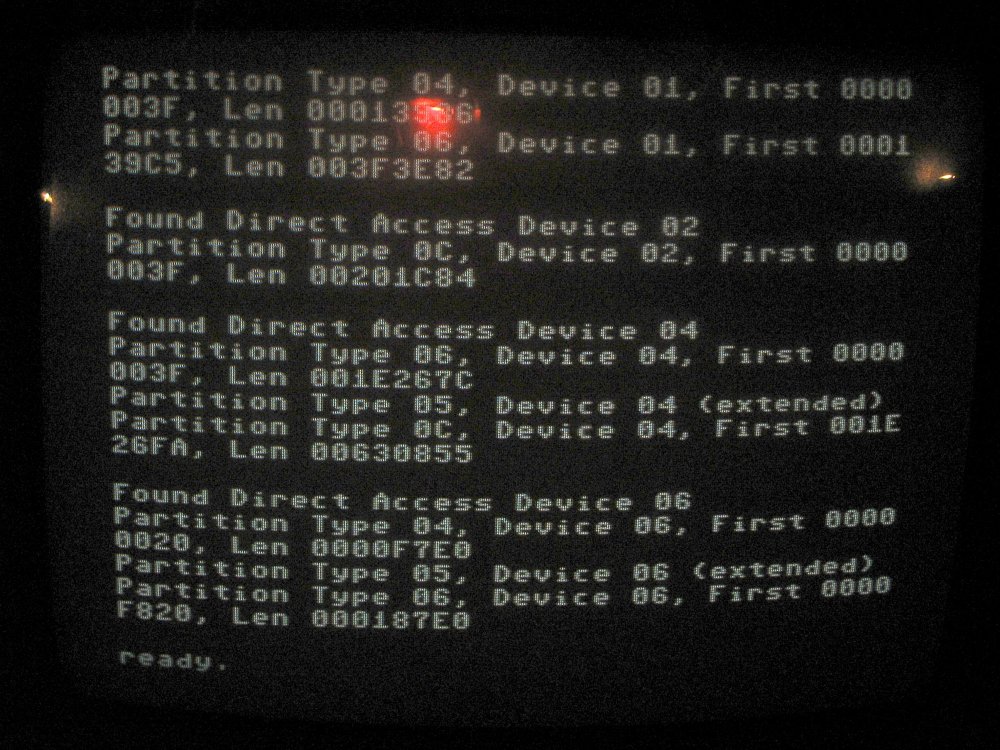 Partition Type 04, Device 01, First 0000
003F, Len 00013986
Partition Type 06, Device 01, First 0001
39C5, Len 003F3E82
Found Direct Access Device 02
Partition Type 0C, Device 02, First 0000
003F, Len 00201C84
Found Direct Access Device 04
Partition Type 06, Device 04, First 0000
003F, Len 001E267C
Partition Type 05, Device 04 (extended)
Partition Type 0C, Device 04, First 001E
26FA, Len 00630855
Found Direct Access Device 06
Partition Type 04, Device 06, First 0000
0020, Len 0000F7E0
Partition Type 05, Device 06 (extended)
Partition Type 06, Device 06, First 0000
F820, Len 000187E0
ready.